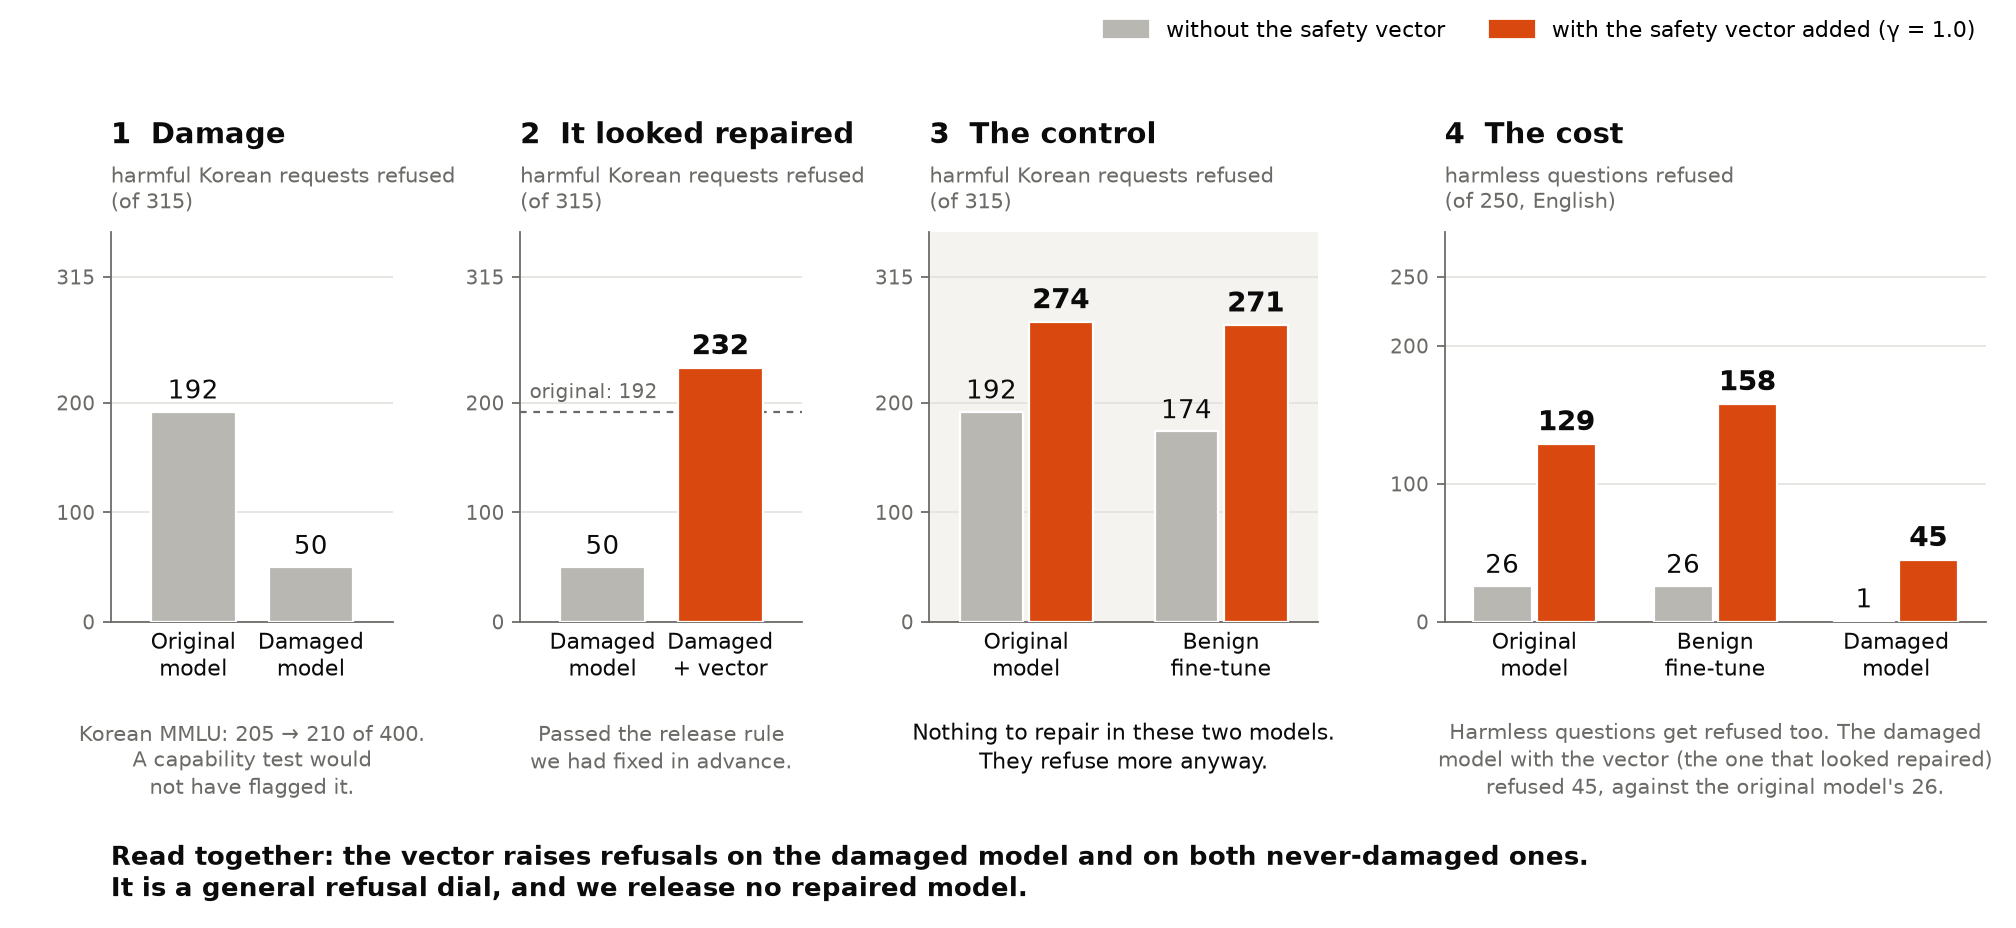 without the safety vector
with the safety vector added (γ = 1.0)
1 Damage
harmful Korean requests refused
(of 315)
315
200
100
0
192
50
Original
model
Damaged
model
Korean MMLU: 205 → 210 of 400.
A capability test would
not have flagged it.
2 It looked repaired
harmful Korean requests refused
(of 315)
315
200
100
0
original: 192
50
232
Damaged
model
Damaged
+ vector
Passed the release rule
we had fixed in advance.
3 The control
harmful Korean requests refused
(of 315)
315
200
100
0
192
274
174
271
Original
model
Benign
fine-tune
Nothing to repair in these two models.
They refuse more anyway.
4 The cost
harmless questions refused
(of 250, English)
250
200
100
0
26
129
26
158
1
45
Original
model
Benign
fine-tune
Damaged
model
Harmless questions get refused too. The damaged
model with the vector (the one that looked repaired)
refused 45, against the original model's 26.
Read together: the vector raises refusals on the damaged model and on both never-damaged ones.
It is a general refusal dial, and we release no repaired model.